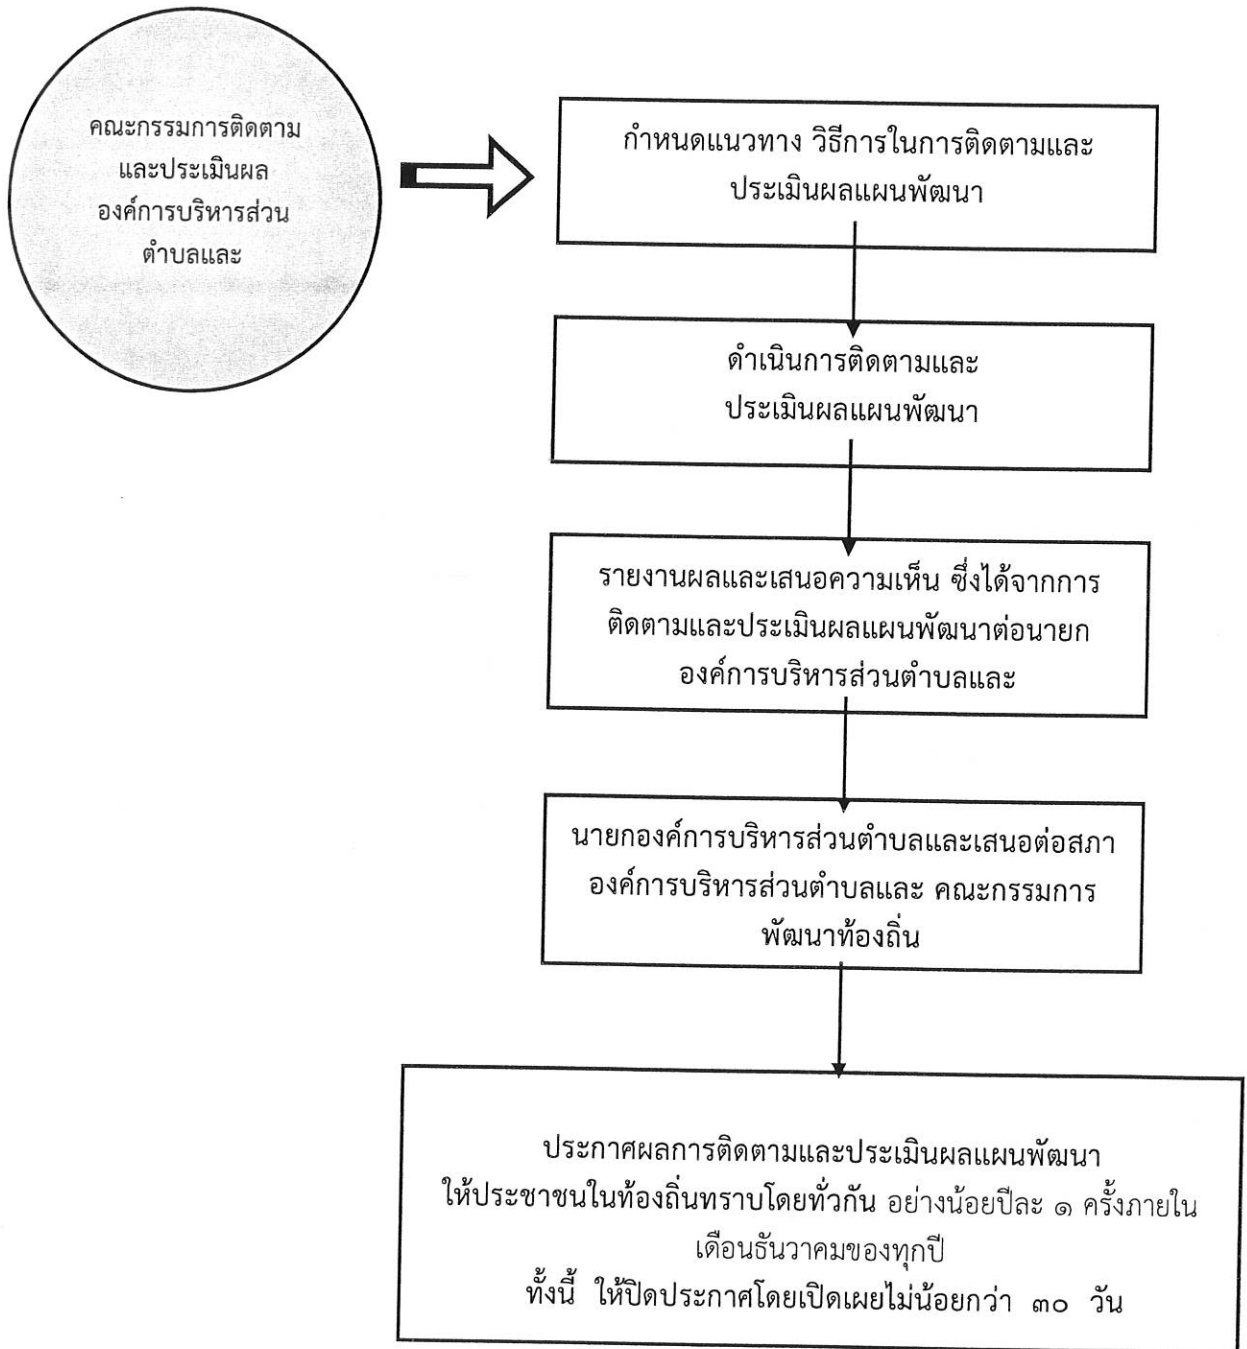 คณะกรรมการติดตาม
และประเมินผล
องค์การบริหารส่วน
ตำบลและ
กำหนดแนวทาง วิธีการในการติดตามและ
ประเมินผลแผนพัฒนา
ดำเนินการติดตามและ
ประเมินผลแผนพัฒนา
รายงานผลและเสนอความเห็น ซึ่งได้จากการ
ติดตามและประเมินผลแผนพัฒนาต่อนายก
องค์การบริหารส่วนตำบลและ
นายกองค์การบริหารส่วนตำบลและเสนอต่อสภา
องค์การบริหารส่วนตำบลและ คณะกรรมการ
พัฒนาท้องถิ่น
ประกาศผลการติดตามและประเมินผลแผนพัฒนา
ให้ประชาชนในท้องถิ่นทราบโดยทั่วกัน อย่างน้อยปีละ ๑ ครั้งภายใน
เดือนธันวาคมของทุกปี
ทั้งนี้ ให้ปิดประกาศโดยเปิดเผยไม่น้อยกว่า ๓๐ วัน